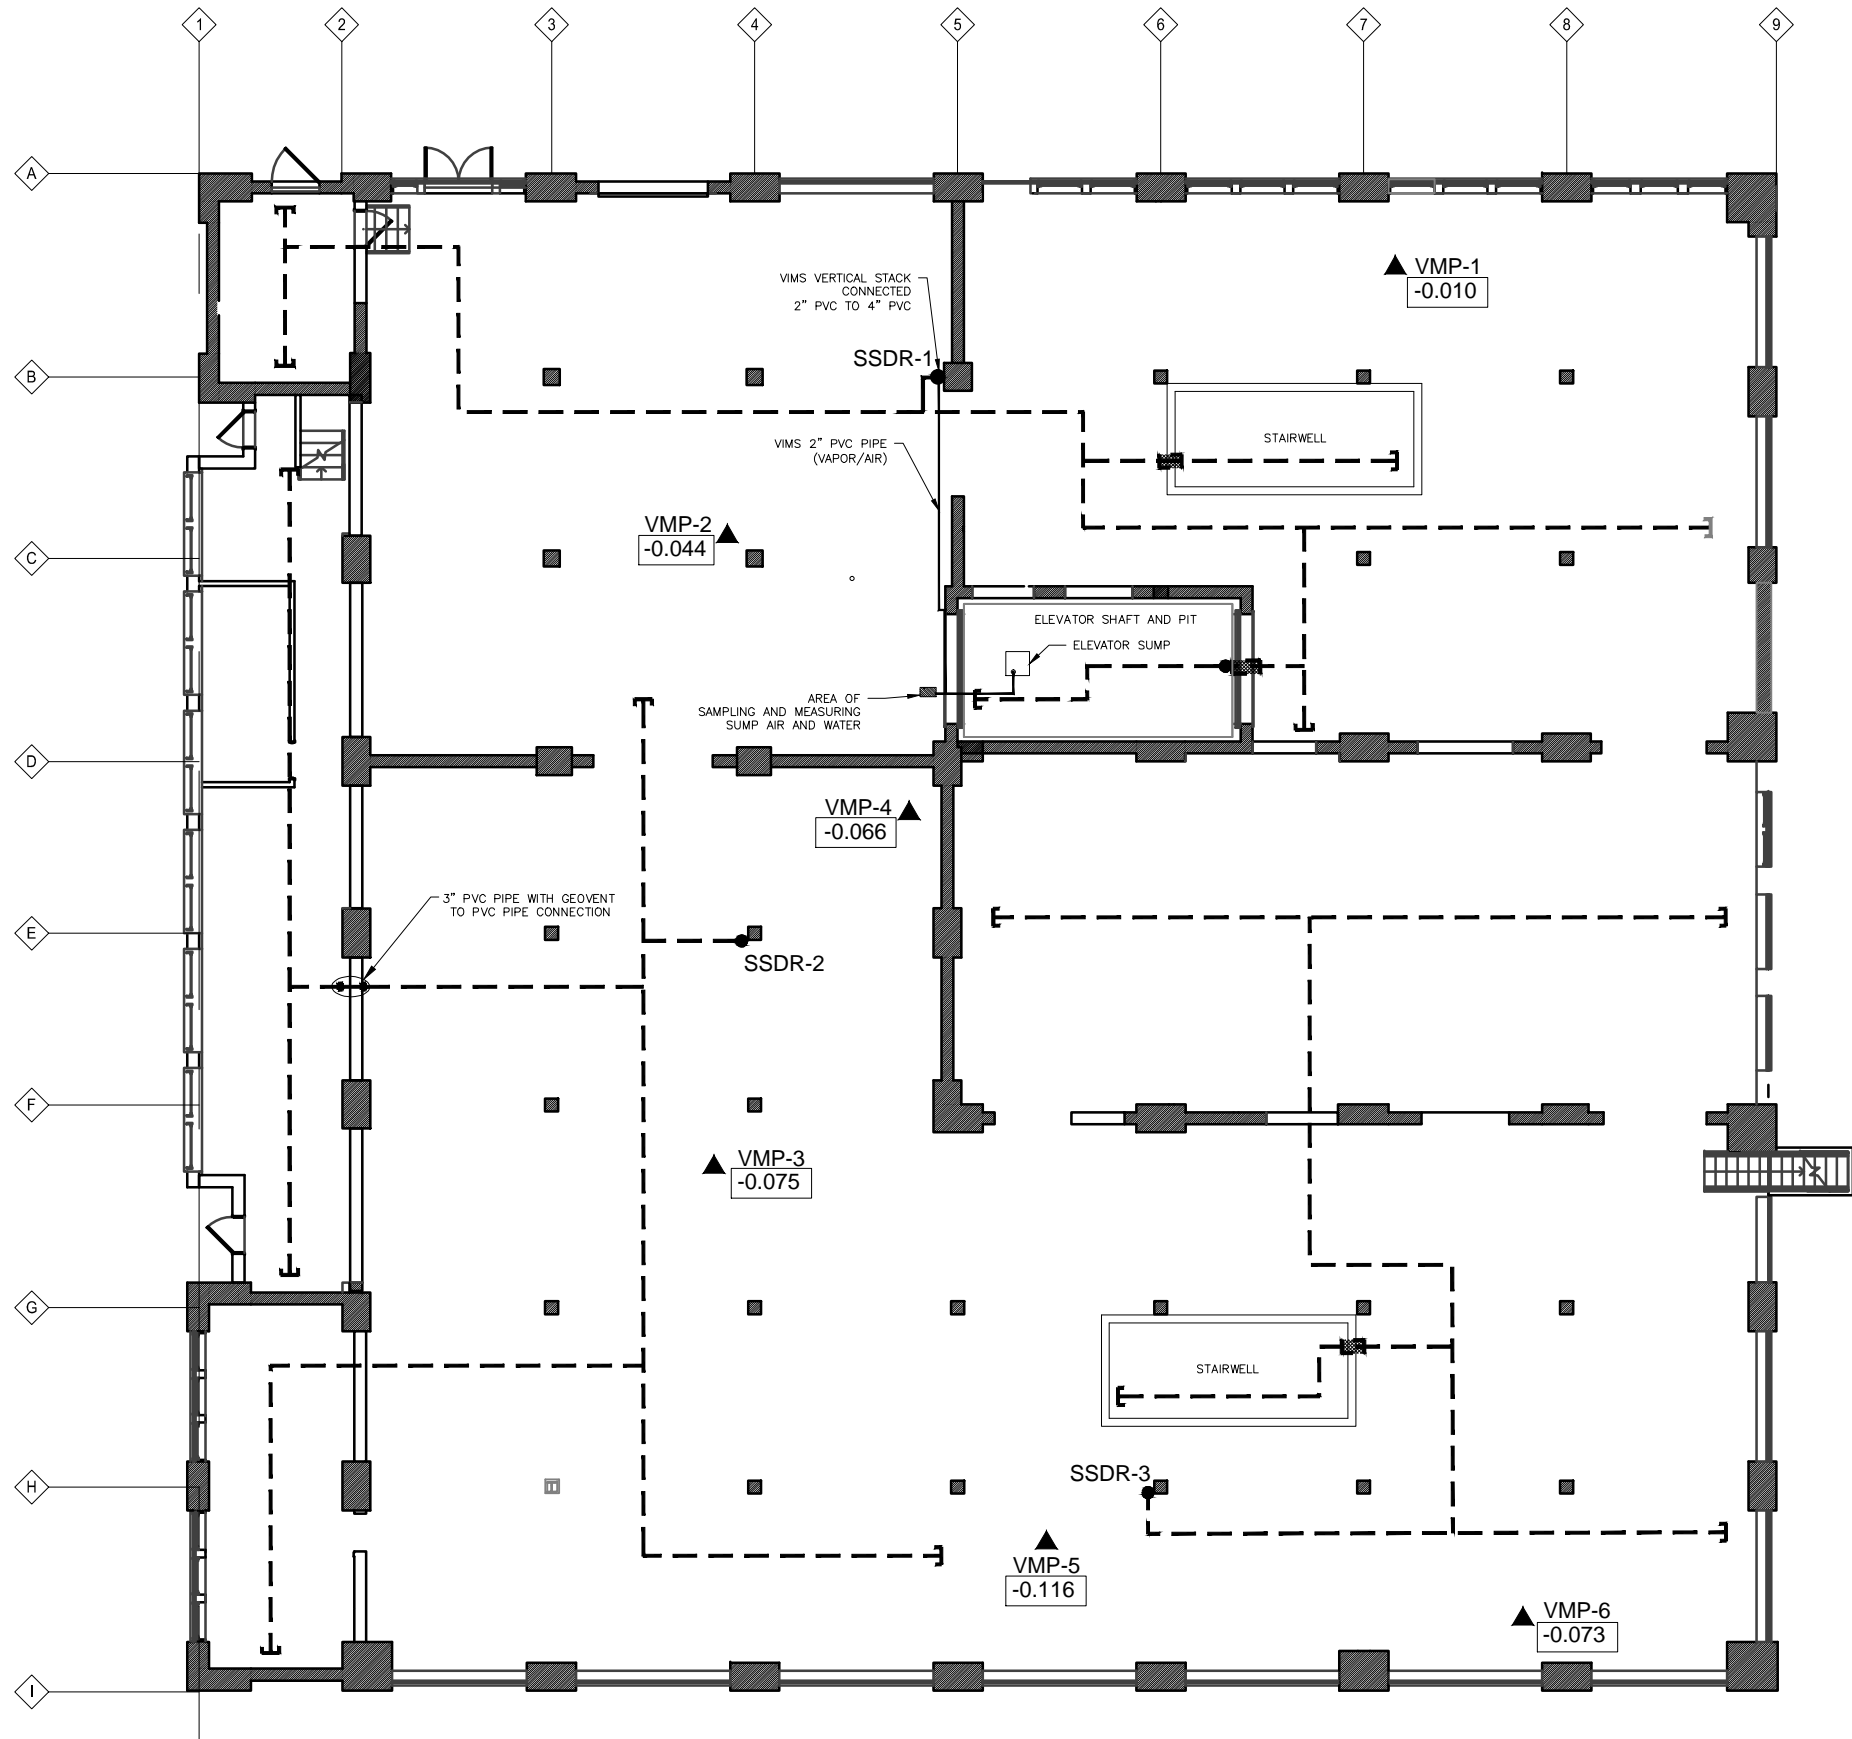 1 2 3 4 5 6 7 8 9
A
VMP-1
-0.010
VIMS VERTICAL STACK
CONNECTED
2" PVC TO 4" PVC
SSDR-1
B
STAIRWELL
VIMS 2" PVC PIPE
(VAPOR/AIR)
VMP-2
-0.044
C
ELEVATOR SHAFT AND PIT
ELEVATOR SUMP
AREA OF
SAMPLING AND MEASURING
SUMP AIR AND WATER
D
VMP-4
-0.066
3" PVC PIPE WITH GEOVENT
TO PVC PIPE CONNECTION
E
SSDR-2
F
VMP-3
-0.075
G
STAIRWELL
SSDR-3
H
VMP-5
-0.116
VMP-6
-0.073
I